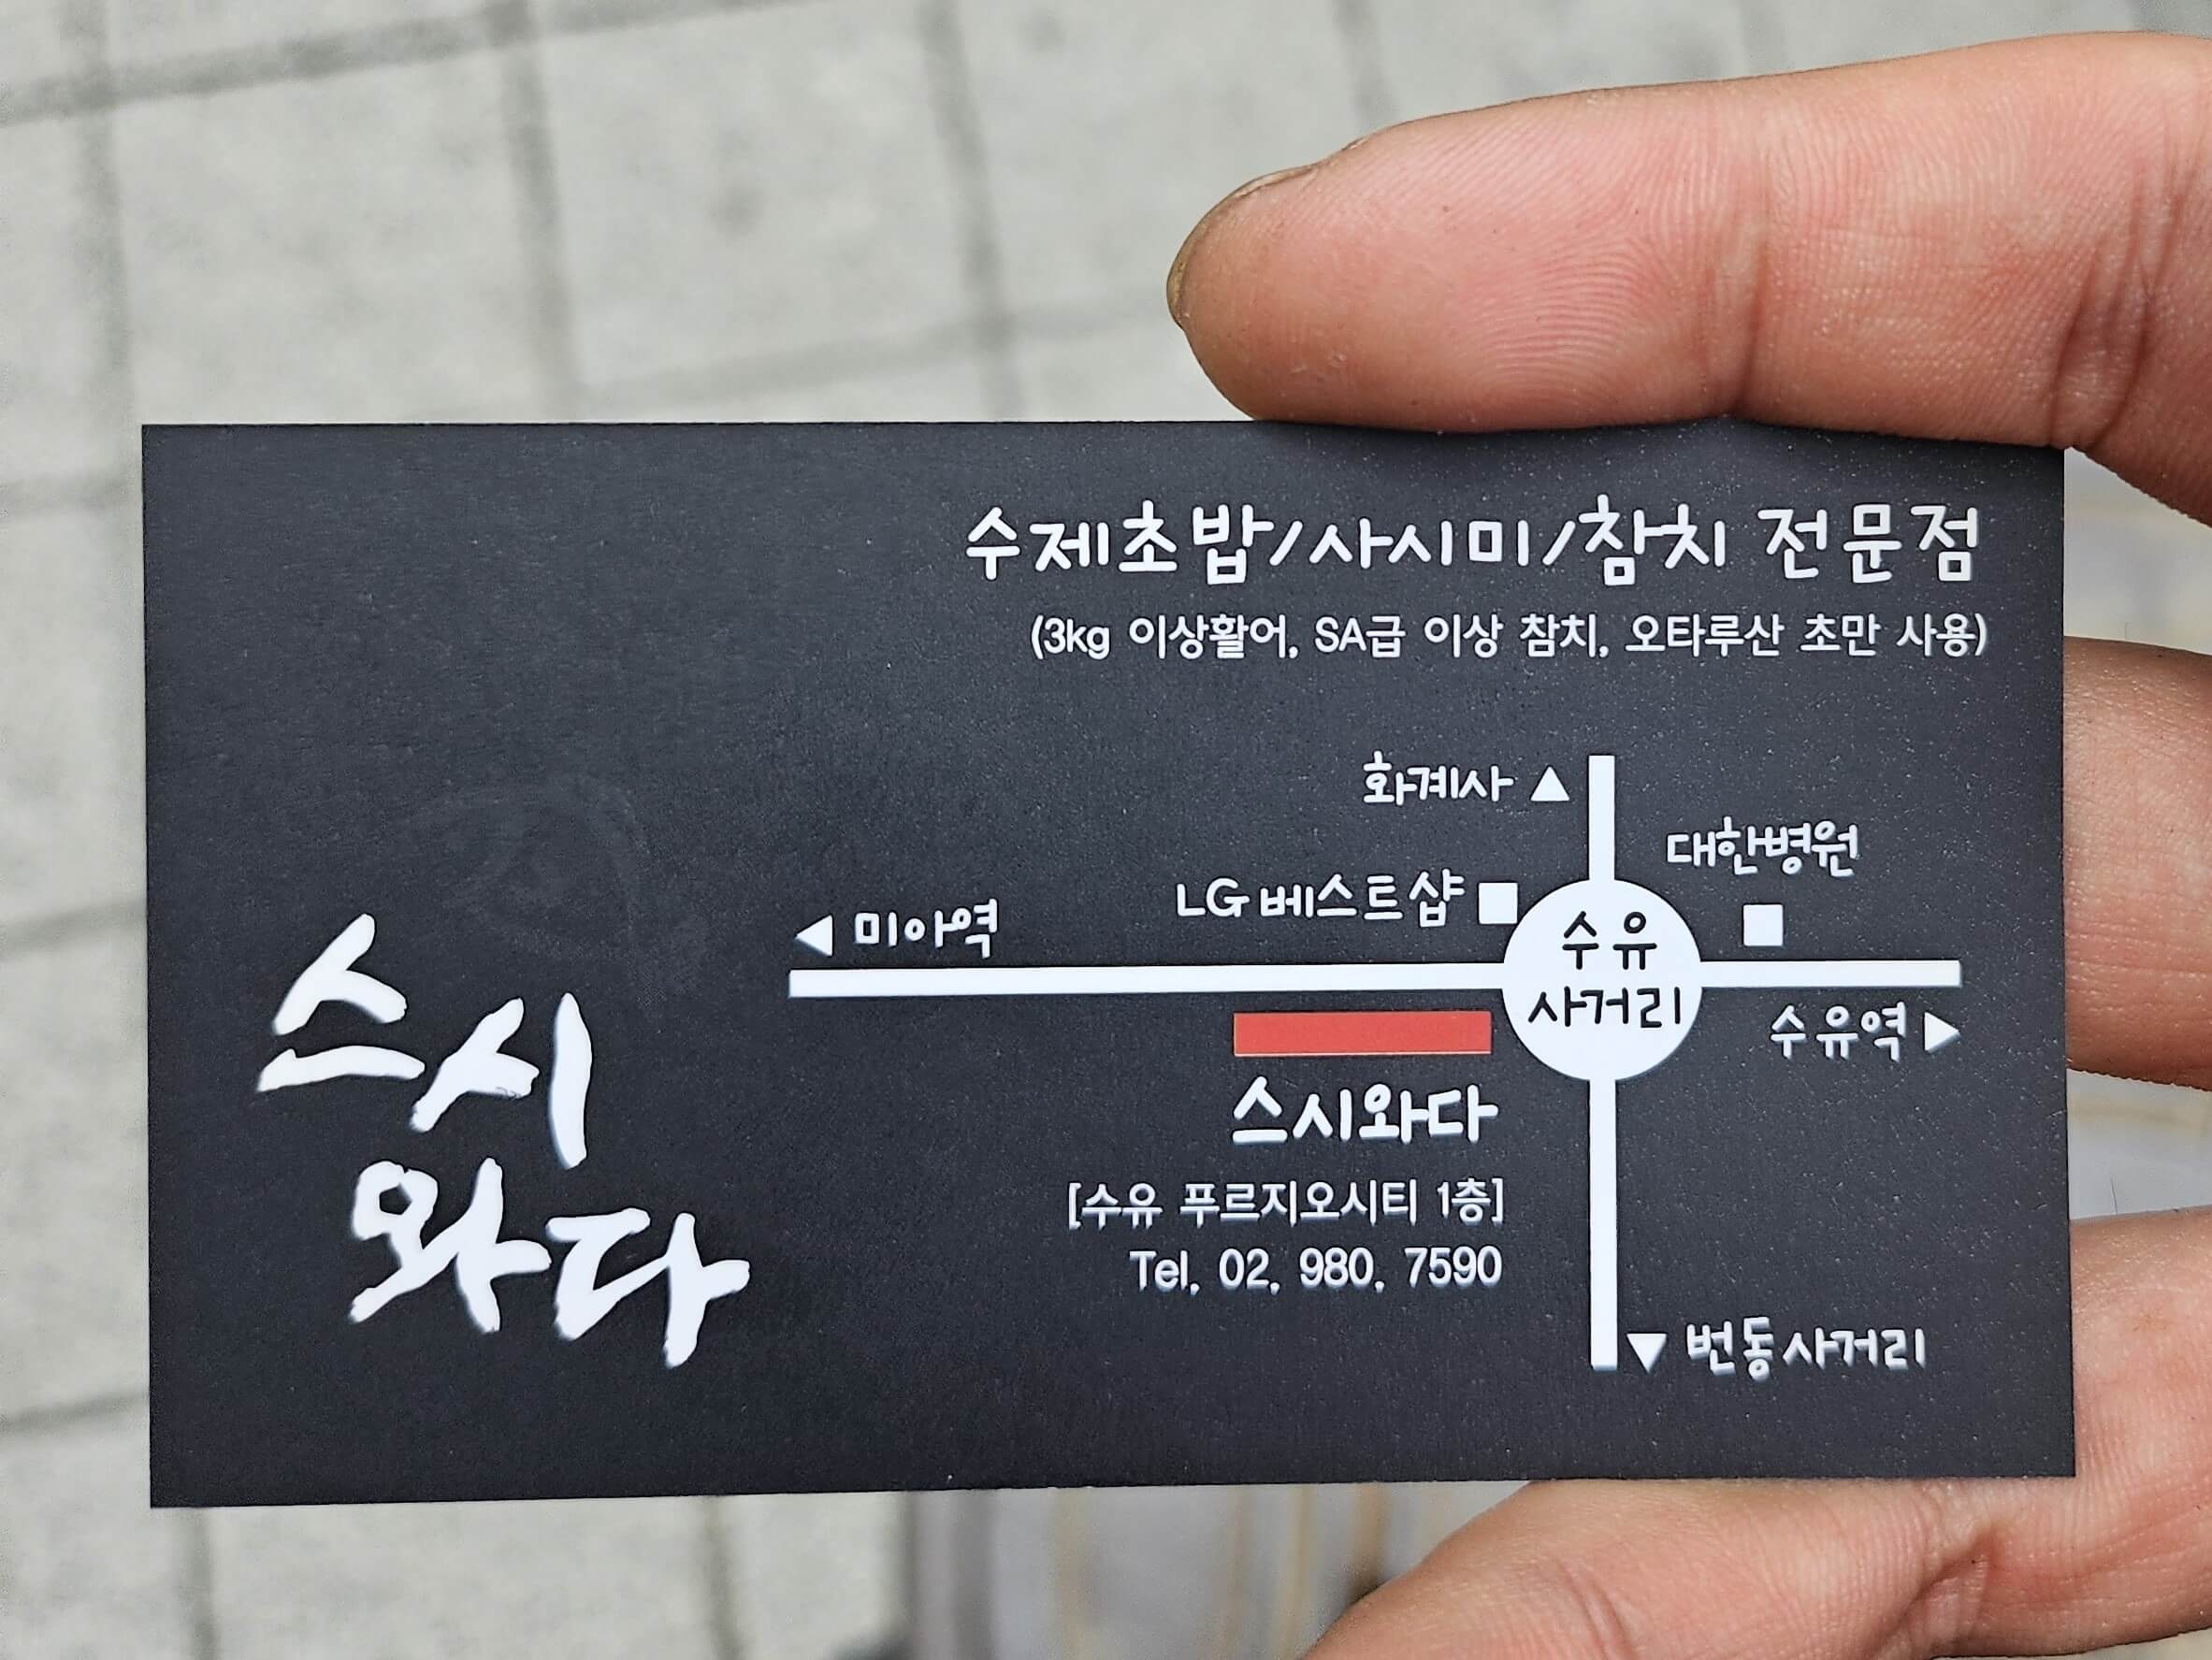 수제초밥/사시미/참치 전문점
(3kg 이상활어, SA급 이상 참치, 오타루산 초만 사용)
화계사 ▲
대한병원
LG 베스트샵
◀ 미아역
수유
사거리
수유역 ▶
스시
와다
스시와다
[수유 푸르지오시티 1층]
Tel. 02. 980. 7590
▼ 번동사거리